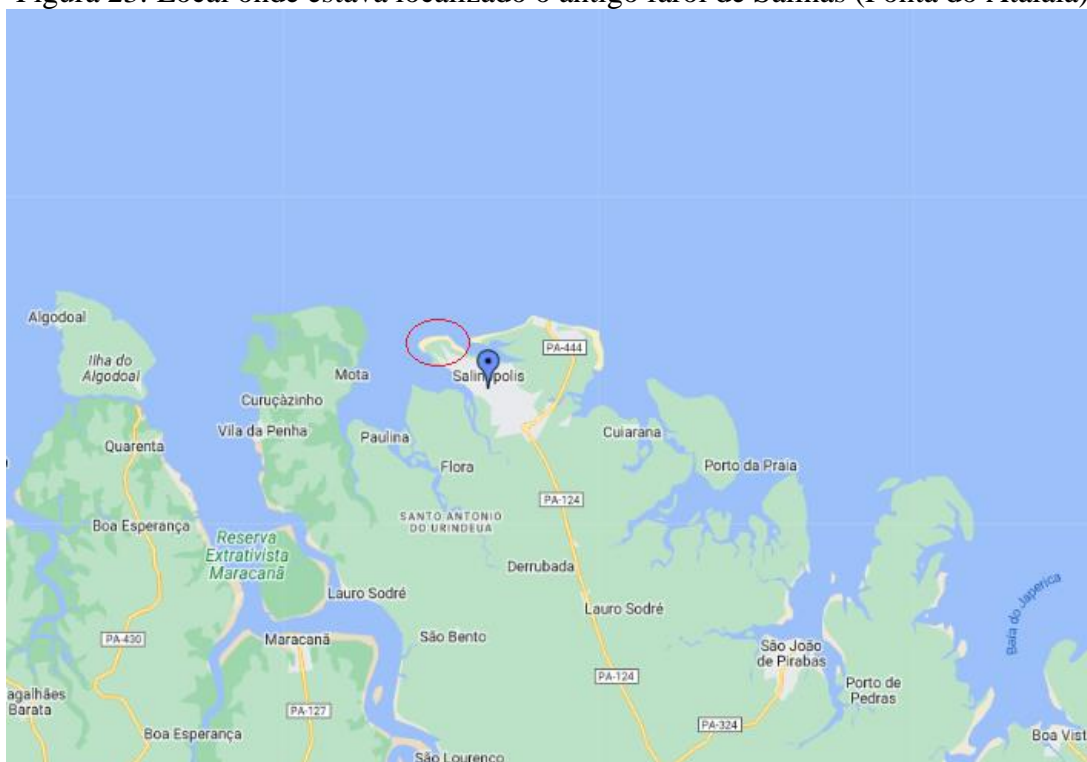 Figura 23: Local onde estava localizado o antigo farol de Salinas (Ponta do Atalaia)
Algodoal
Ilha do
Algodoal
Mota
Salinópolis
PA-444
Curuçàzinho
Vila da Penha
Paulina
Cuiarana
Quarenta
Flora
Porto da Praia
PA-124
SANTO ANTONIO
DO URINDEUA
Boa Esperança
Reserva
Extrativista
Maracanã
Derrubada
Lauro Sodré
Lauro Sodré
Baía do Japerica
PA-430
Maracanã
São Bento
São João
de Pirabas
PA-124
Porto de
Pedras
agalhães
Barata
PA-127
PA-324
Boa Esperança
Boa Vist
São Lourenço